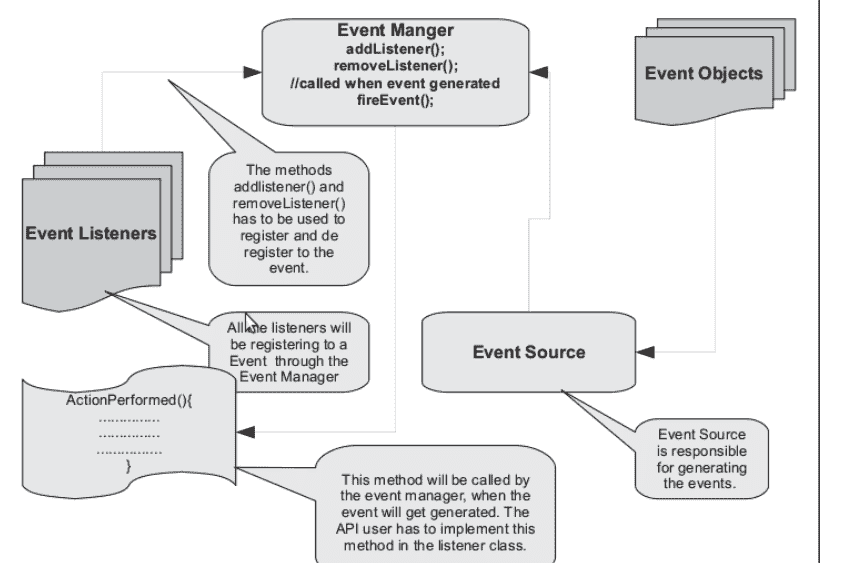 Event Manger
addListener();
removeListener();
//called when event generated
fireEvent();
Event Objects
The methods
addlistener() and
removeListener()
has to be used to
register and de
register to the
event.
Event Listeners
All the listeners will
be registering to a
Event through the
Event Manager
Event Source
ActionPerformed(){
...............
...............
................
}
Event Source
is responsible
for generating
the events.
This method will be called by
the event manager, when the
event will get generated. The
API user has to implement this
method in the listener class.